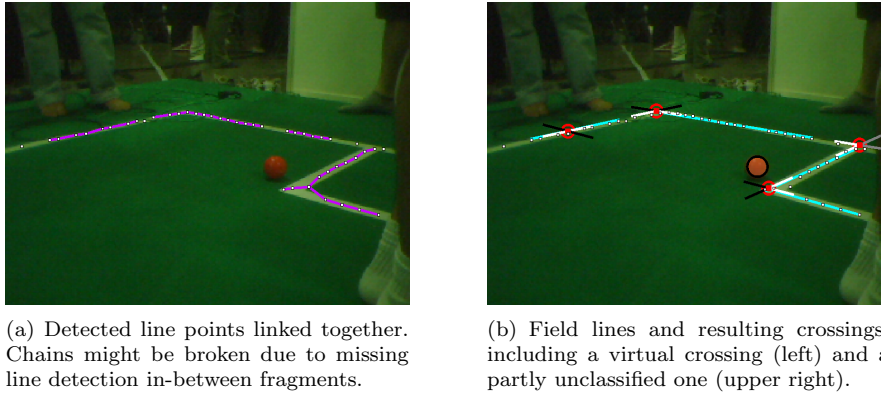 (a) Detected line points linked together.
Chains might be broken due to missing
line detection in-between fragments.
(b) Field lines and resulting crossings
including a virtual crossing (left) and a
partly unclassified one (upper right).